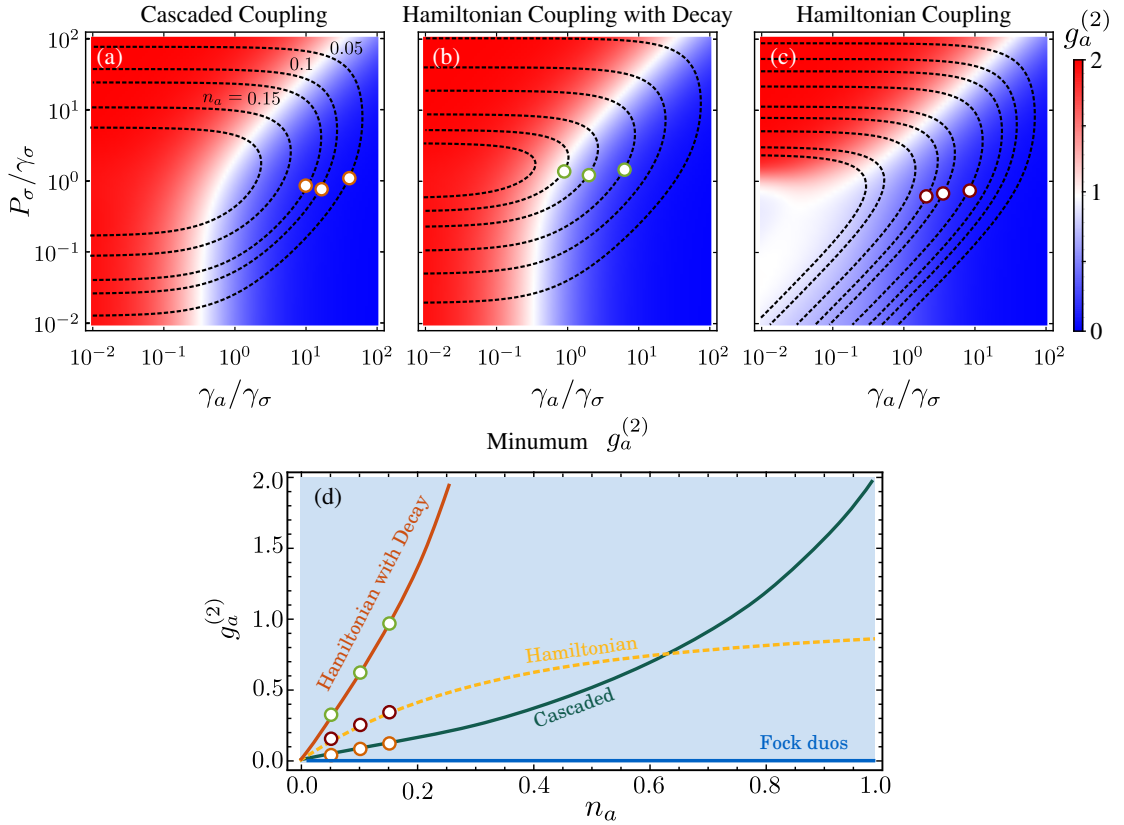 Cascaded Coupling
Hamiltonian Coupling with Decay
Hamiltonian Coupling
g_a^{(2)}
(a)
0.05
0.1
n_a = 0.15
(b)
(c)
10^2
10^1
10^0
10^{-1}
10^{-2}
P_σ/γ_σ
2
1
0
10^{-2} 10^{-1} 10^0 10^1 10^2
10^{-2} 10^{-1} 10^0 10^1 10^2
10^{-2} 10^{-1} 10^0 10^1 10^2
γ_a/γ_σ
γ_a/γ_σ
γ_a/γ_σ
Minumum g_a^{(2)}
(d)
2.0
1.5
1.0
0.5
0.0
g_a^{(2)}
Hamiltonian with Decay
Hamiltonian
Cascaded
Fock duos
0.0 0.2 0.4 0.6 0.8 1.0
n_a